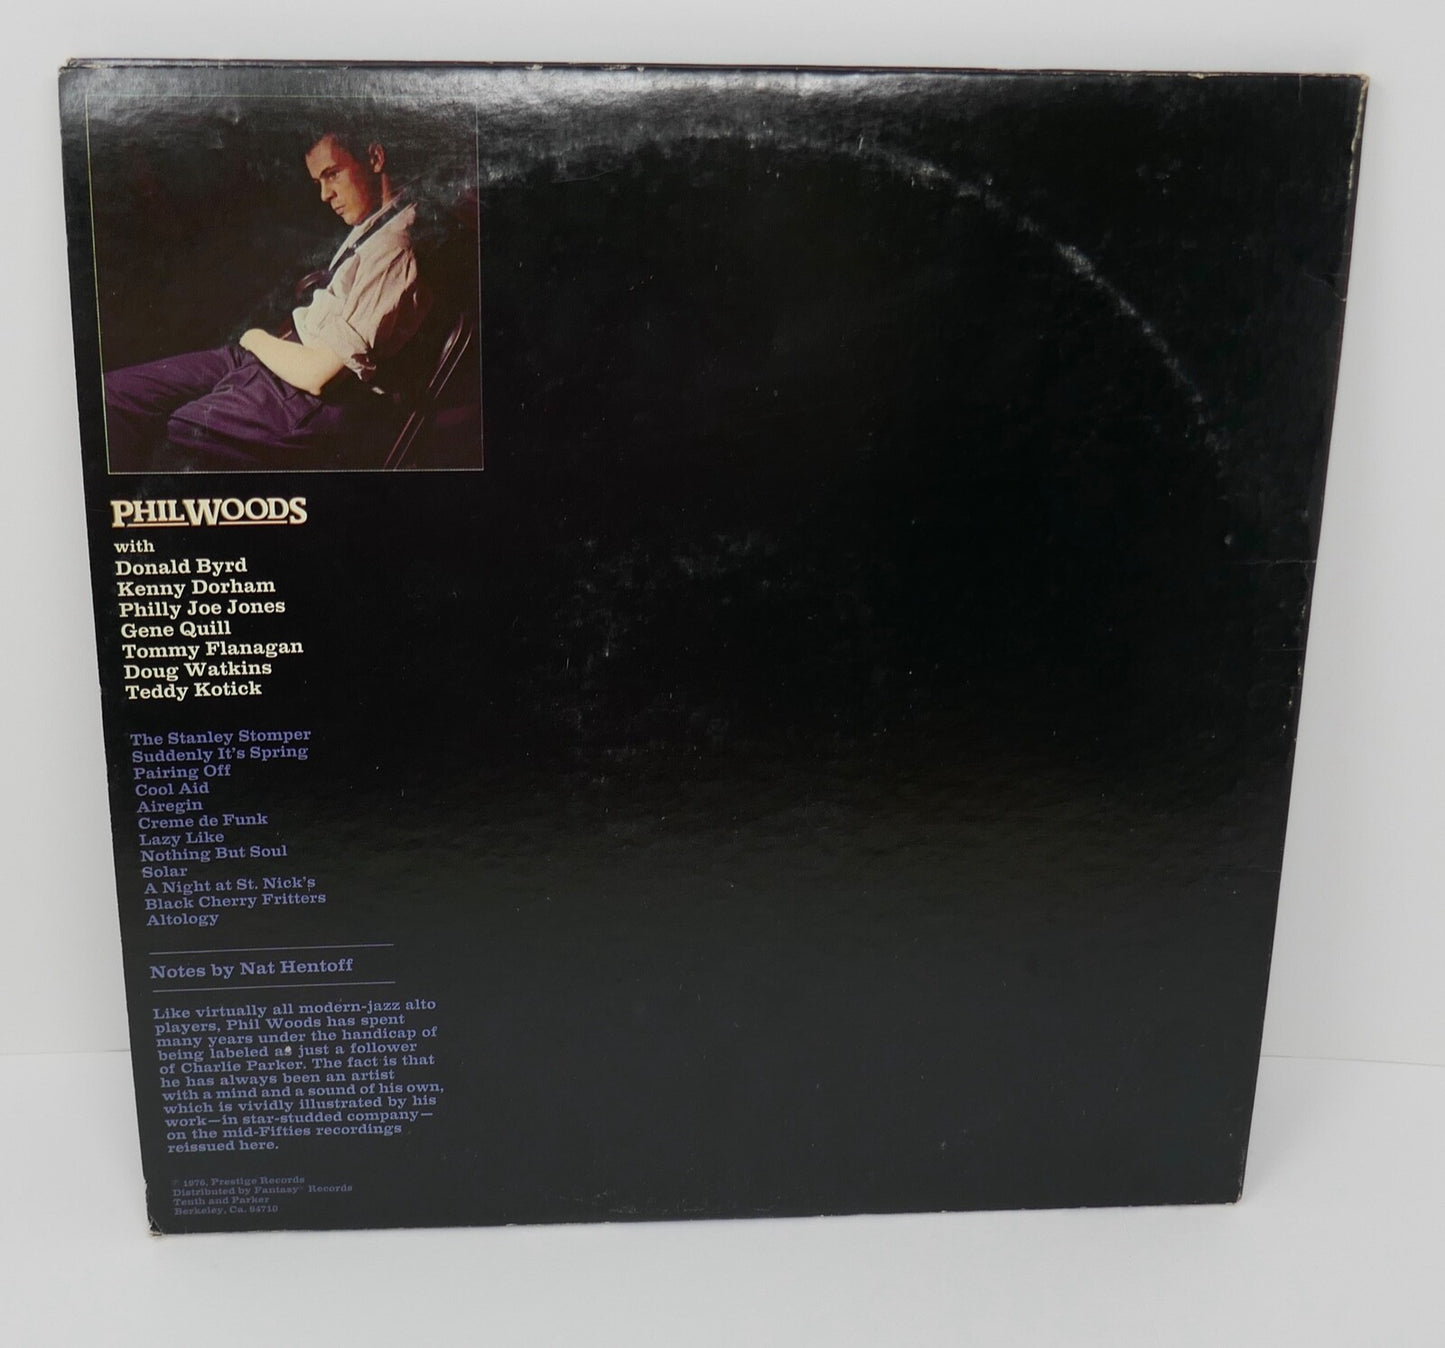 PHIL WOODS
with
Donald Byrd
Kenny Dorham
Philly Joe Jones
Gene Quill
Tommy Flanagan
Doug Watkins
Teddy Kotick
The Stanley Stomper
Suddenly It's Spring
Pairing Off
Cool Aid
Airegin
Creme de Funk
Lazy Like
Nothing But Soul
Solar
A Night at St. Nick's
Black Cherry Fritters
Altology
Notes by Nat Hentoff
Like virtually all modern-jazz alto
players, Phil Woods has spent
many years under the handicap of
being labeled as just a follower
of Charlie Parker. The fact is that
he has always been an artist
with a mind and a sound of his own,
which is vividly illustrated by his
work—in star-studded company—
on the mid-Fifties recordings
reissued here.
℗ 1976, Prestige Records
Distributed by Fantasy Records
Tenth and Parker
Berkeley, Ca. 94710